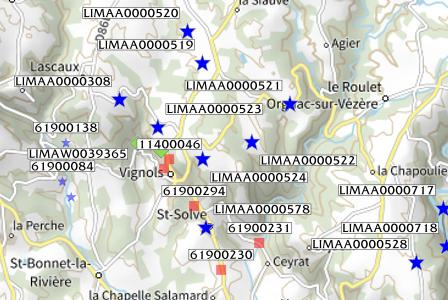 la Slauve
LIMAA0000520
LIMAA0000519
Agier
Lascaux
LIMAA0000308
LIMAA0000521
le Roulet
Orgnac-sur-Vézère
LIMAA0000523
61900138
11400046
LIMAW0039365
LIMAA0000522
61900084
Vignols
la Chapoulie
LIMAA0000524
61900294
LIMAA0000717
LIMAA0000578
St-Solve
la Perche
61900231
LIMAA0000718
LIMAA0000528
61900230
St-Bonnet-la-
Rivière
Ceyrat
la Chapelle Salamard